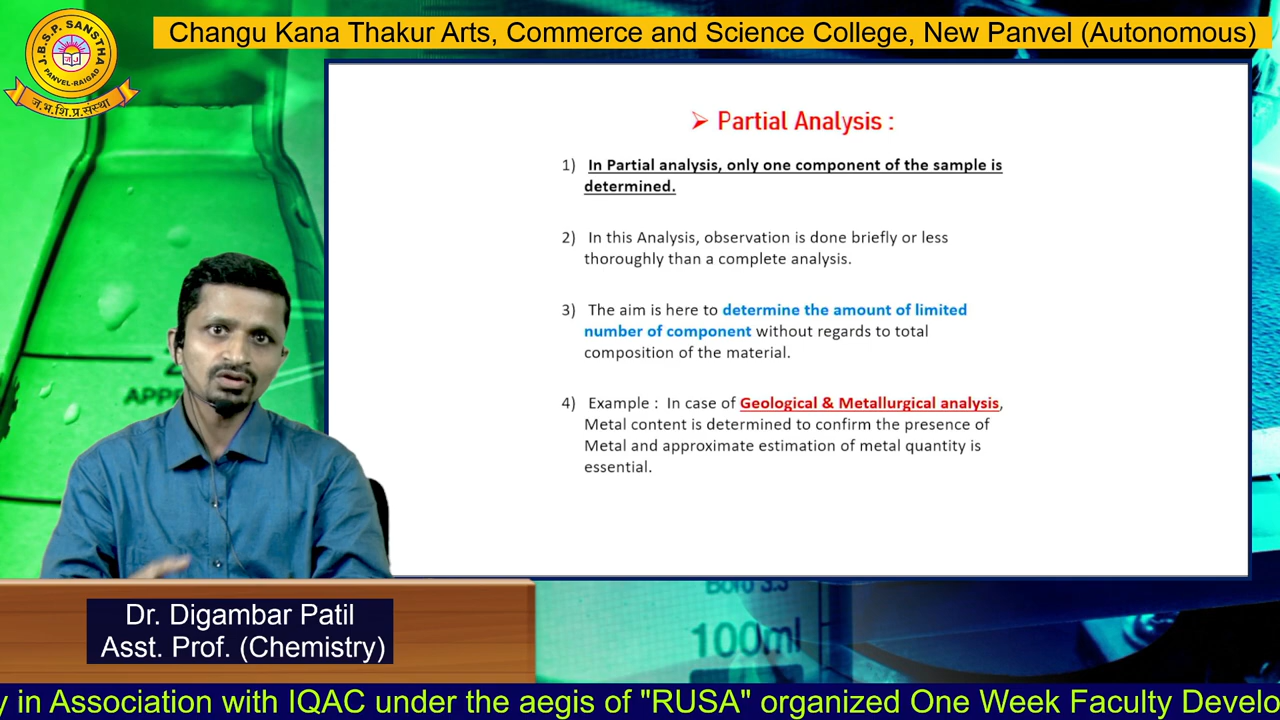 Changu Kana Thakur Arts, Commerce and Science College, New Panvel (Autonomous)
J.B.S.P. SANSTHA
PANVEL-RAIGAD
ज.भ.शि.प्र.संस्था
➢ Partial Analysis :
1) In Partial analysis, only one component of the sample is
determined.
2) In this Analysis, observation is done briefly or less
thoroughly than a complete analysis.
3) The aim is here to determine the amount of limited
number of component without regards to total
composition of the material.
4) Example : In case of Geological & Metallurgical analysis,
Metal content is determined to confirm the presence of
Metal and approximate estimation of metal quantity is
essential.
100ml
Dr. Digambar Patil
Asst. Prof. (Chemistry)
y in Association with IQAC under the aegis of "RUSA" organized One Week Faculty Develo